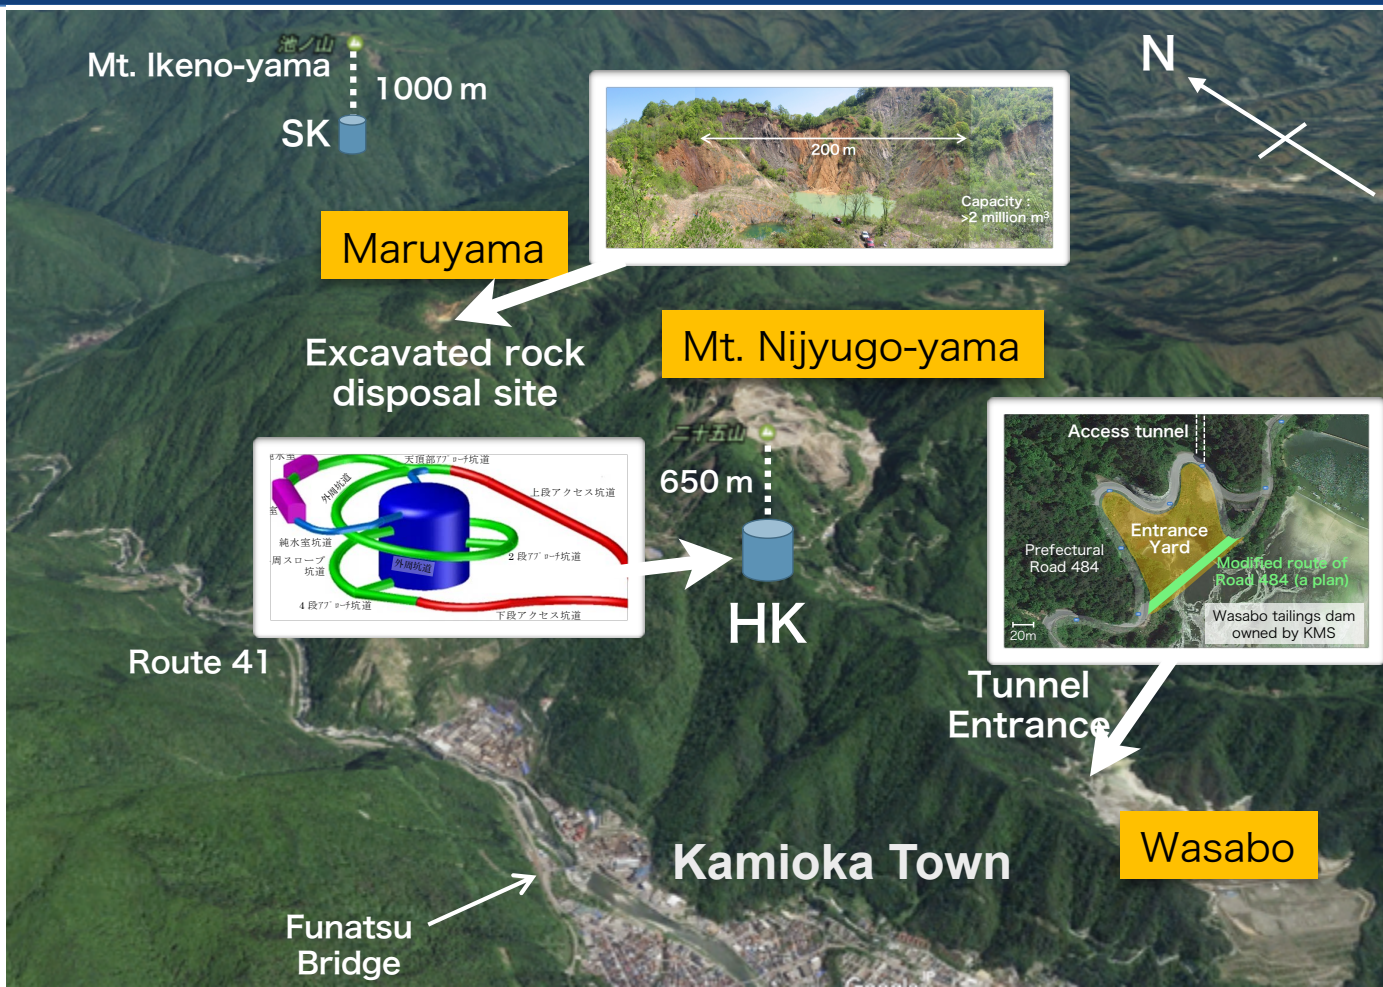 池ノ山
Mt. Ikeno-yama
1000 m
SK
N
200 m
Capacity :
>2 million m³
Maruyama
Excavated rock
disposal site
Mt. Nijyugo-yama
二十五山
650 m
HK
天頂部アプローチ坑道
外周坑道
上段アクセス坑道
純水室坑道
周スロープ
坑道
外周坑道
2 段アプローチ坑道
4 段アプローチ坑道
下段アクセス坑道
Access tunnel
Entrance
Yard
Prefectural
Road 484
Modified route of
Road 484 (a plan)
Wasabo tailings dam
owned by KMS
20m
Route 41
Tunnel
Entrance
Wasabo
Kamioka Town
Funatsu
Bridge